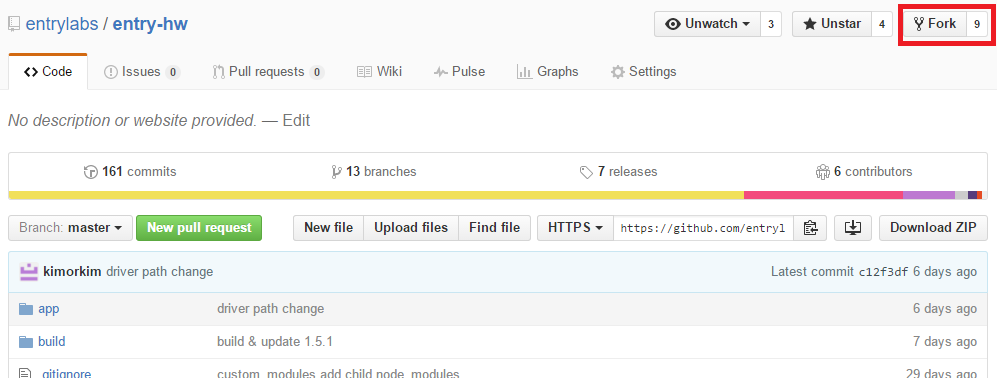 entrylabs / entry-hw Unwatch 3 Unstar 4 Fork 9
Code Issues 0 Pull requests 0 Wiki Pulse Graphs Settings
No description or website provided. — Edit
161 commits 13 branches 7 releases 6 contributors
Branch: master New pull request New file Upload files Find file HTTPS https://github.com/entryl Download ZIP
kimorkim driver path change Latest commit c12f3df 6 days ago
app driver path change 6 days ago
build build & update 1.5.1 7 days ago
.gitignore custom_modules add child node_modules 29 days ago